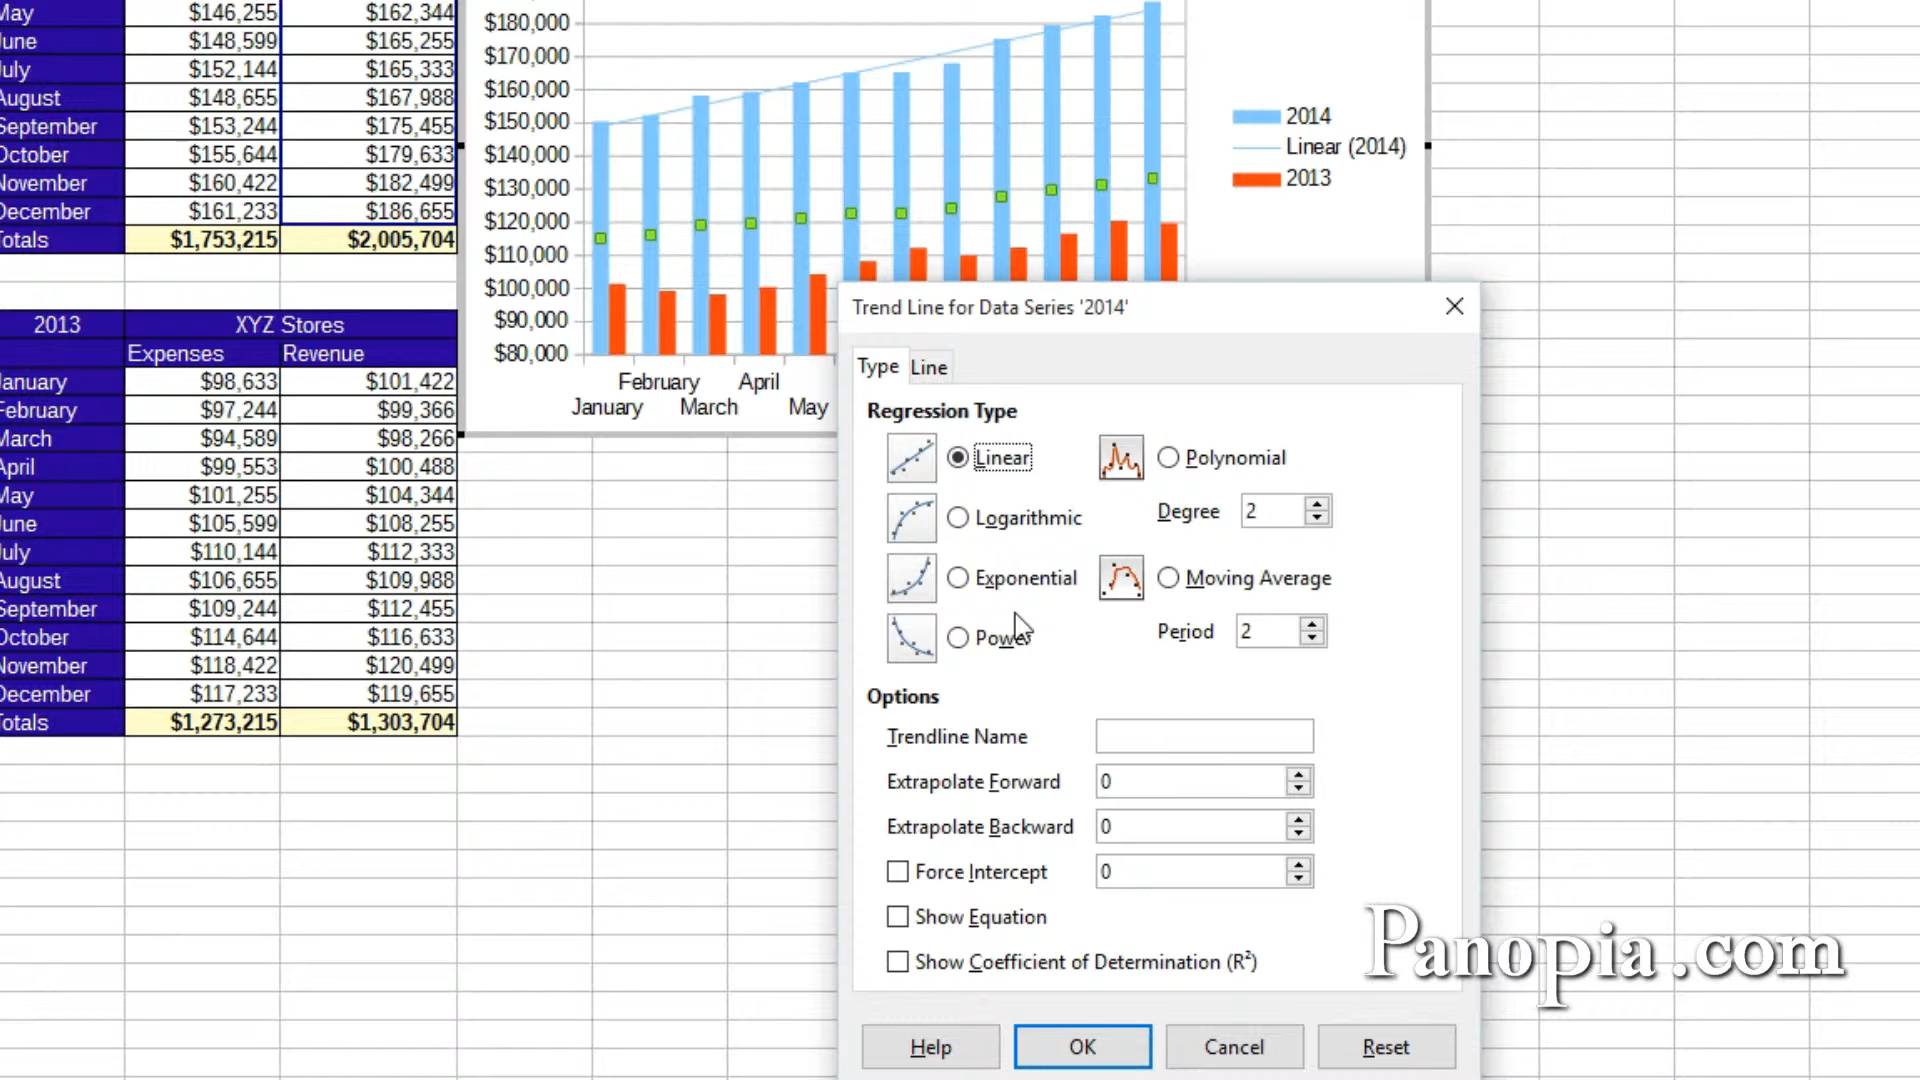 May $146,255 $162,344
June $148,599 $165,255
July $152,144 $165,333
August $148,655 $167,988
September $153,244 $175,455
October $155,644 $179,633
November $160,422 $182,499
December $161,233 $186,655
Totals $1,753,215 $2,005,704
2013 XYZ Stores
Expenses Revenue
January $98,633 $101,422
February $97,244 $99,366
March $94,589 $98,266
April $99,553 $100,488
May $101,255 $104,344
June $105,599 $108,255
July $110,144 $112,333
August $106,655 $109,988
September $109,244 $112,455
October $114,644 $116,633
November $118,422 $120,499
December $117,233 $119,655
Totals $1,273,215 $1,303,704
$180,000
$170,000
$160,000
$150,000
$140,000
$130,000
$120,000
$110,000
$100,000
$90,000
$80,000
February April
January March May
2014
Linear (2014)
2013
Trend Line for Data Series '2014'
Type Line
Regression Type
Linear Polynomial
Logarithmic Degree 2
Exponential Moving Average
Power Period 2
Options
Trendline Name
Extrapolate Forward 0
Extrapolate Backward 0
Force Intercept 0
Show Equation
Show Coefficient of Determination (R²)
Help OK Cancel Reset
Panopia.com